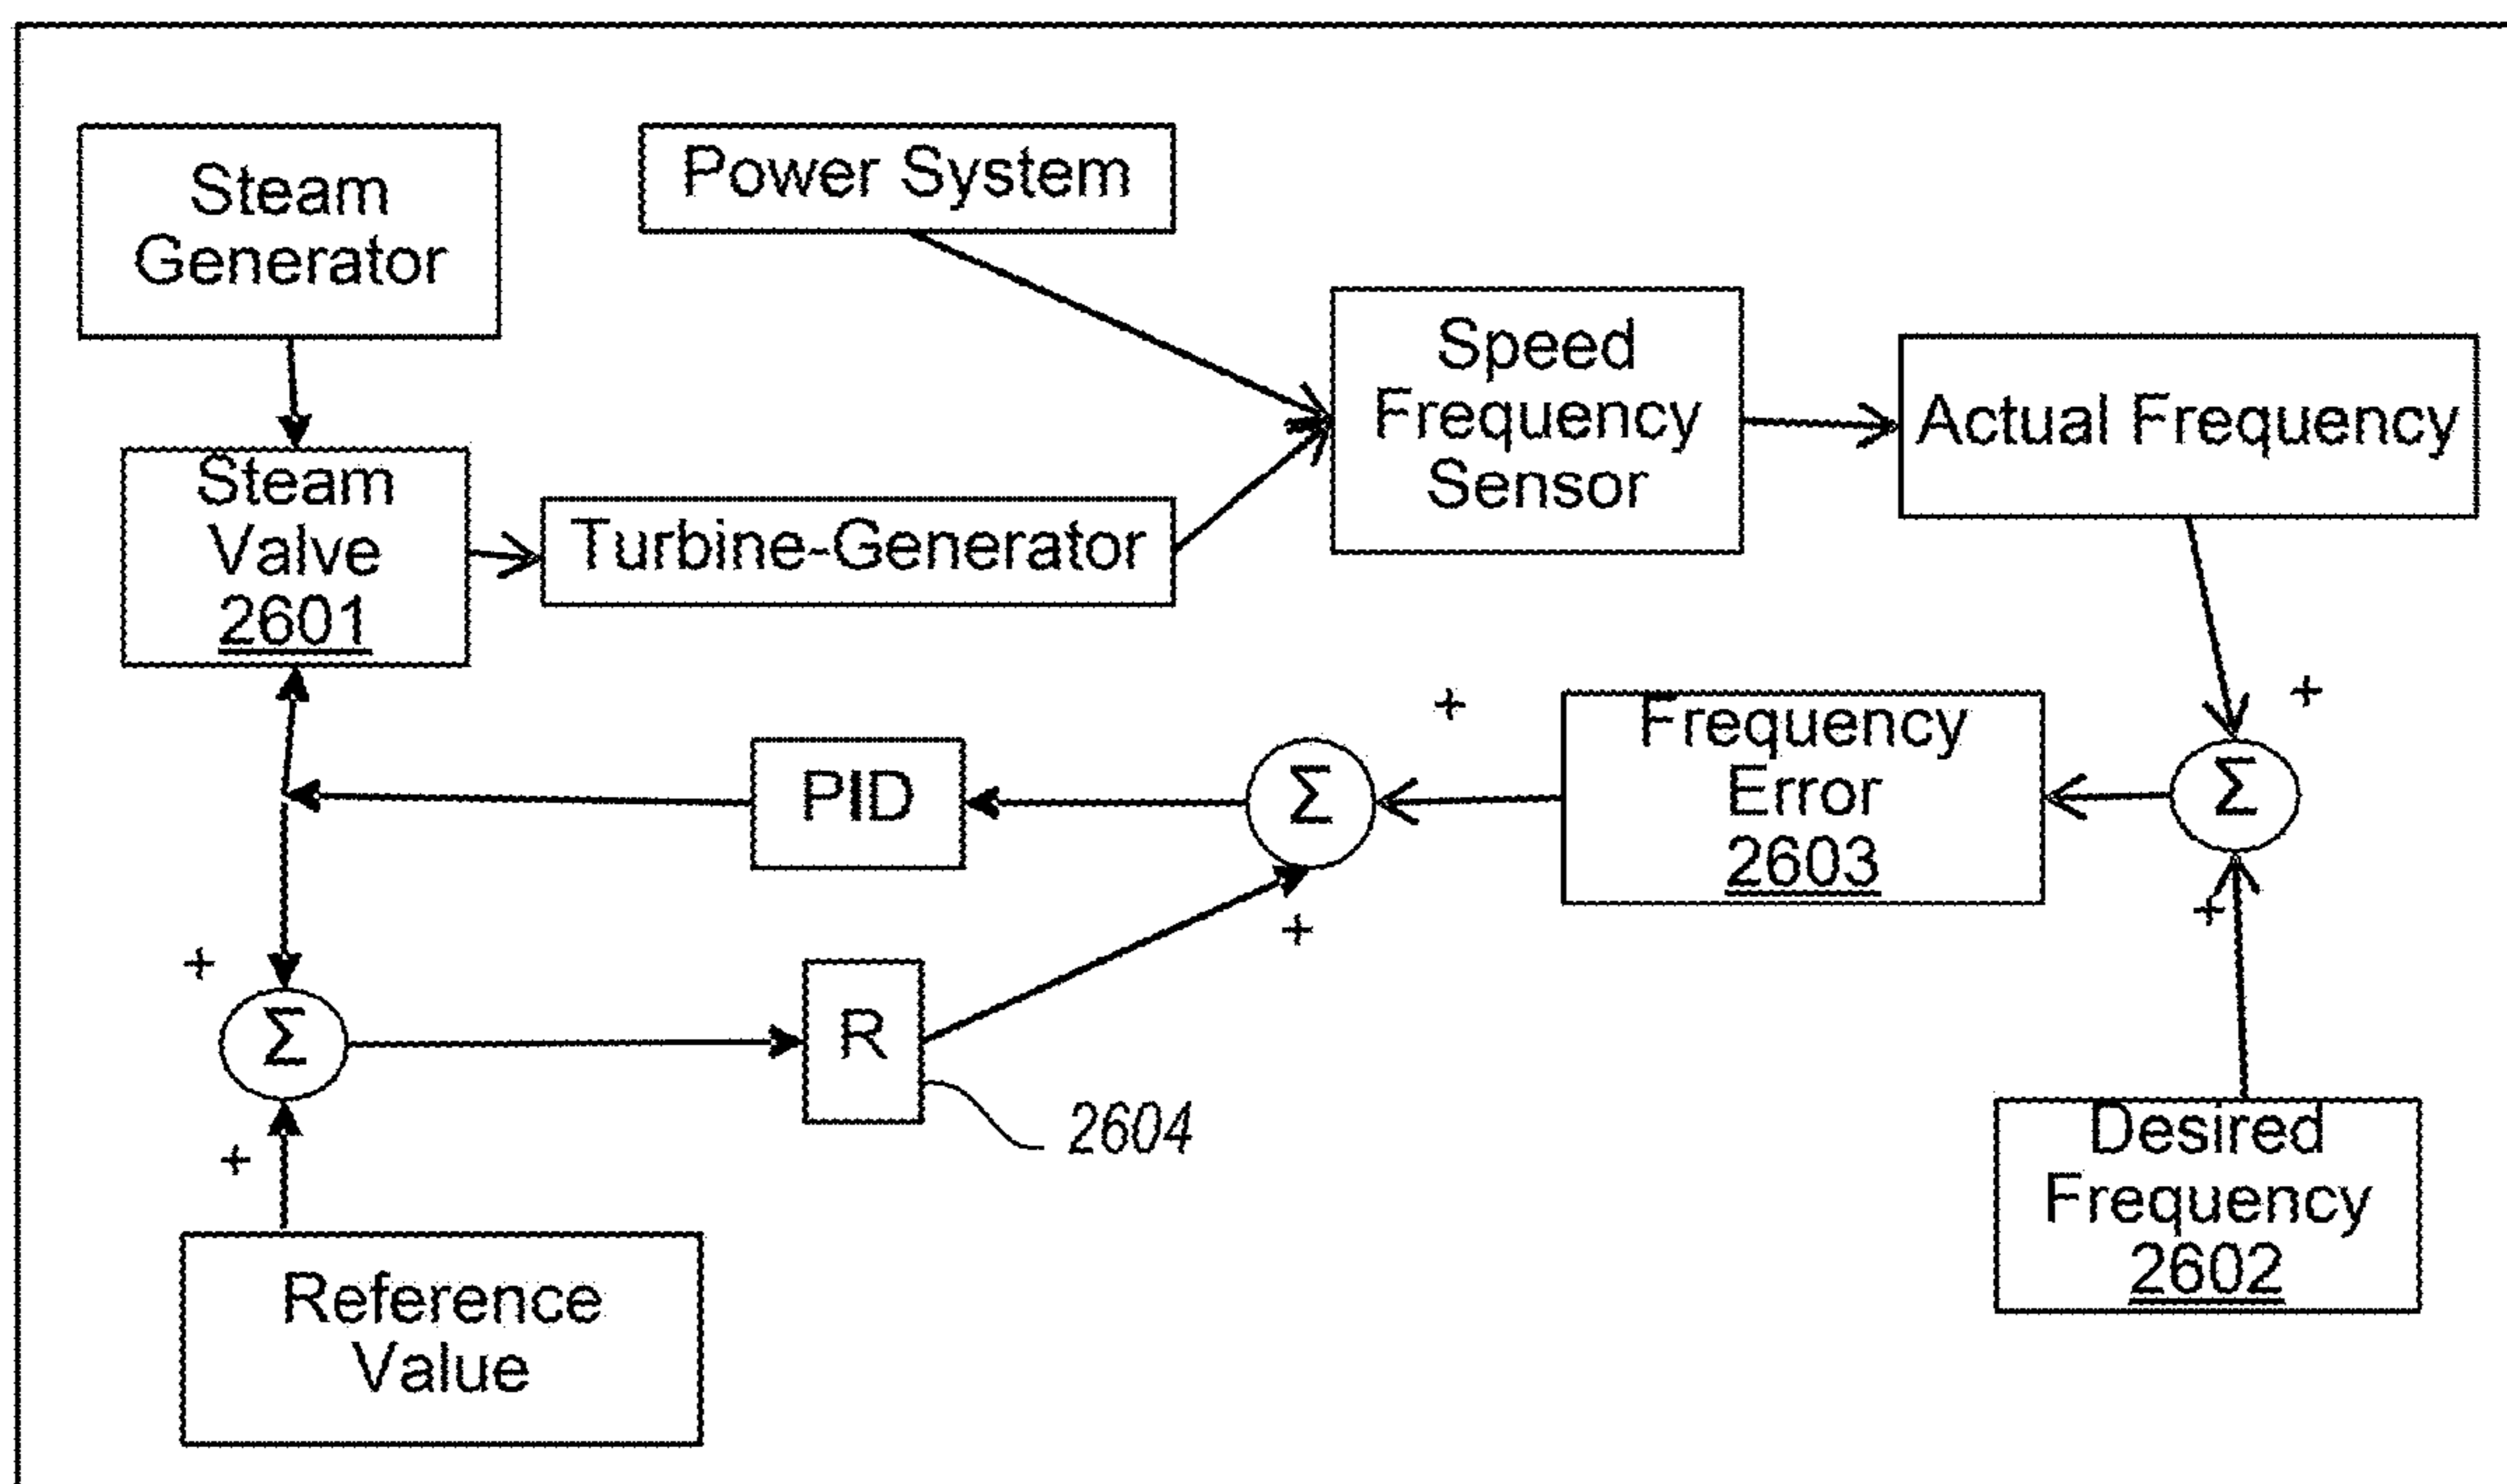 Steam
Generator
Power System
Speed
Frequency
Sensor
Actual Frequency
Steam
Valve
2601
Turbine-Generator
+
+
Frequency
Error
2603
Σ
Σ
PID
+
+
+
Σ
R
2604
+
Desired
Frequency
2602
Reference
Value